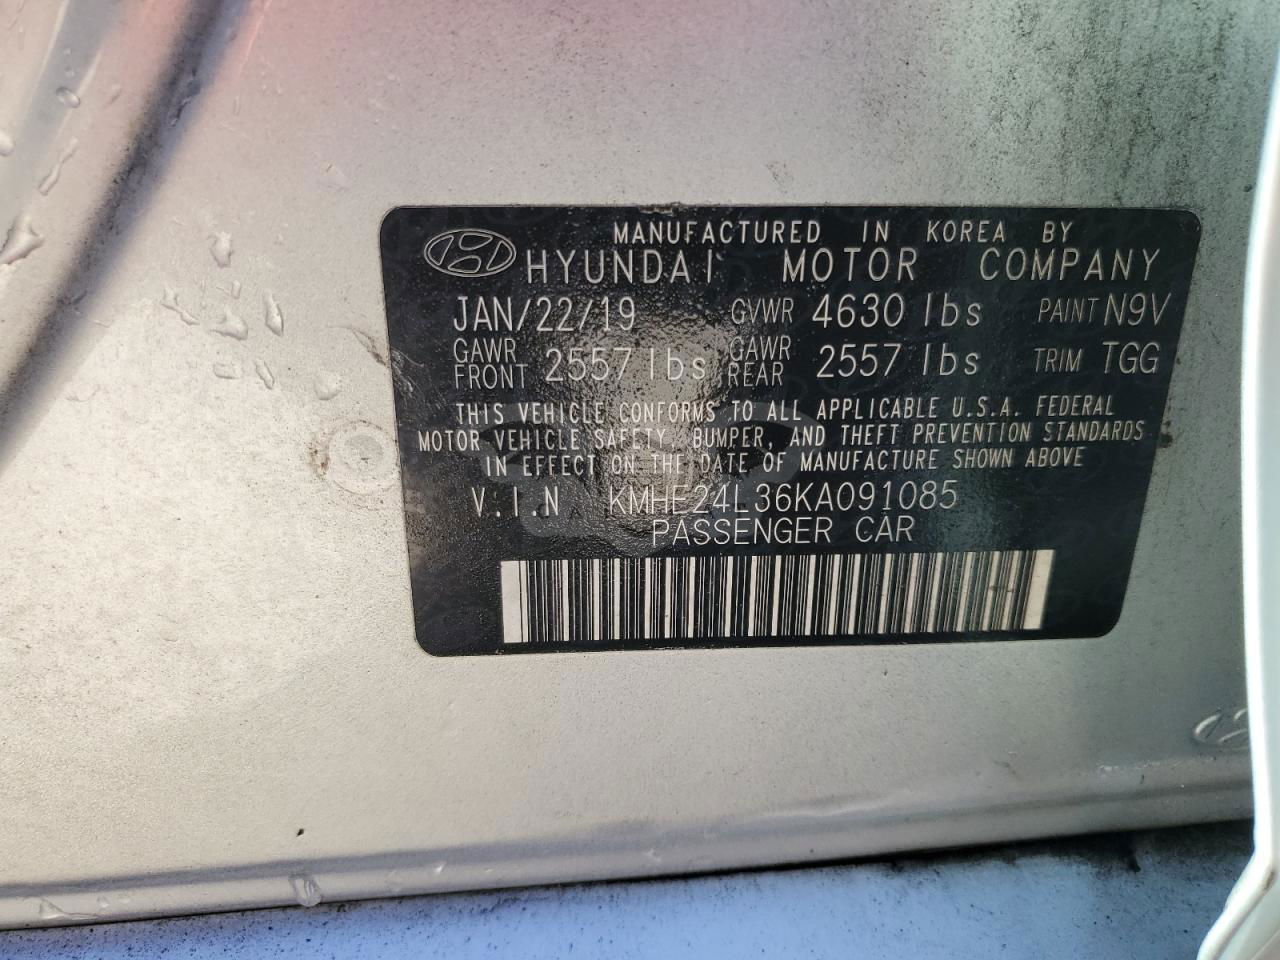 MANUFACTURED IN KOREA BY
HYUNDAI MOTOR COMPANY
JAN/22/19 GVWR 4630 lbs PAINT N9V
GAWR FRONT 2557 lbs GAWR REAR 2557 lbs TRIM TGG
THIS VEHICLE CONFORMS TO ALL APPLICABLE U.S.A. FEDERAL
MOTOR VEHICLE SAFETY, BUMPER, AND THEFT PREVENTION STANDARDS
IN EFFECT ON THE DATE OF MANUFACTURE SHOWN ABOVE
V.I.N KMHE24L36KA091085
PASSENGER CAR